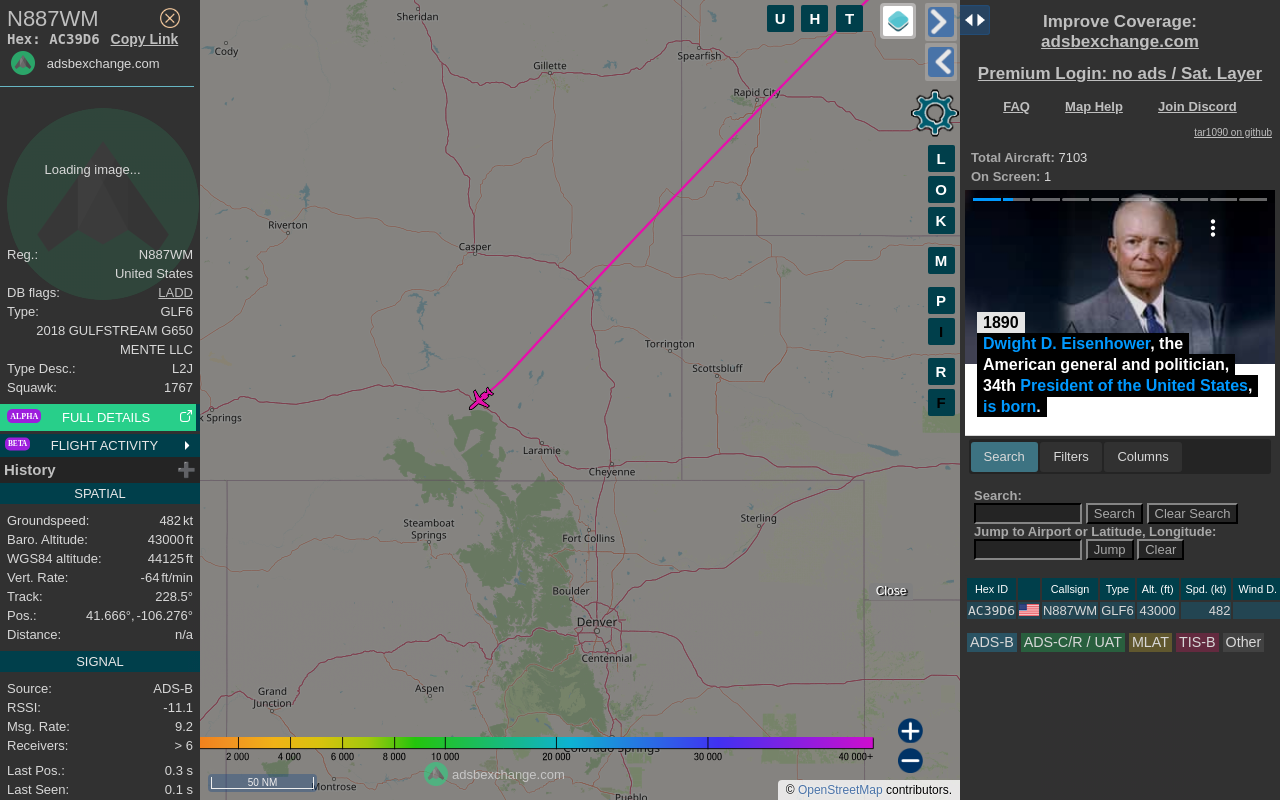 N887WM
Hex: AC39D6 Copy Link
adsbexchange.com
Loading image...
Reg.: N887WM
United States
DB flags: LADD
Type: GLF6
2018 GULFSTREAM G650
MENTE LLC
Type Desc.: L2J
Squawk: 1767
ALPHA FULL DETAILS
BETA FLIGHT ACTIVITY
History
SPATIAL
Groundspeed: 482 kt
Baro. Altitude: 43000 ft
WGS84 altitude: 44125 ft
Vert. Rate: -64 ft/min
Track: 228.5°
Pos.: 41.666°, -106.276°
Distance: n/a
SIGNAL
Source: ADS-B
RSSI: -11.1
Msg. Rate: 9.2
Receivers: > 6
Last Pos.: 0.3 s
Last Seen: 0.1 s
Sheridan
Cody
Gillette
Spearfish
Rapid City
Riverton
Casper
Torrington
Scottsbluff
k Springs
Laramie
Cheyenne
Steamboat
Springs
Sterling
Fort Collins
Boulder
Denver
Centennial
Aspen
Grand
Junction
Colorado Springs
Montrose
Pueblo
2 000 4 000 6 000 8 000 10 000 20 000 30 000 40 000+
50 NM
adsbexchange.com
© OpenStreetMap contributors.
U H T
L
O
K
M
P
I
R
F
Close
Improve Coverage:
adsbexchange.com
Premium Login: no ads / Sat. Layer
FAQ Map Help Join Discord
tar1090 on github
Total Aircraft: 7103
On Screen: 1
1890
Dwight D. Eisenhower, the
American general and politician,
34th President of the United States,
is born.
Search Filters Columns
Search:
Search Clear Search
Jump to Airport or Latitude, Longitude:
Jump Clear
Hex ID Callsign Type Alt. (ft) Spd. (kt) Wind D.
AC39D6 N887WM GLF6 43000 482
ADS-B ADS-C/R / UAT MLAT TIS-B Other